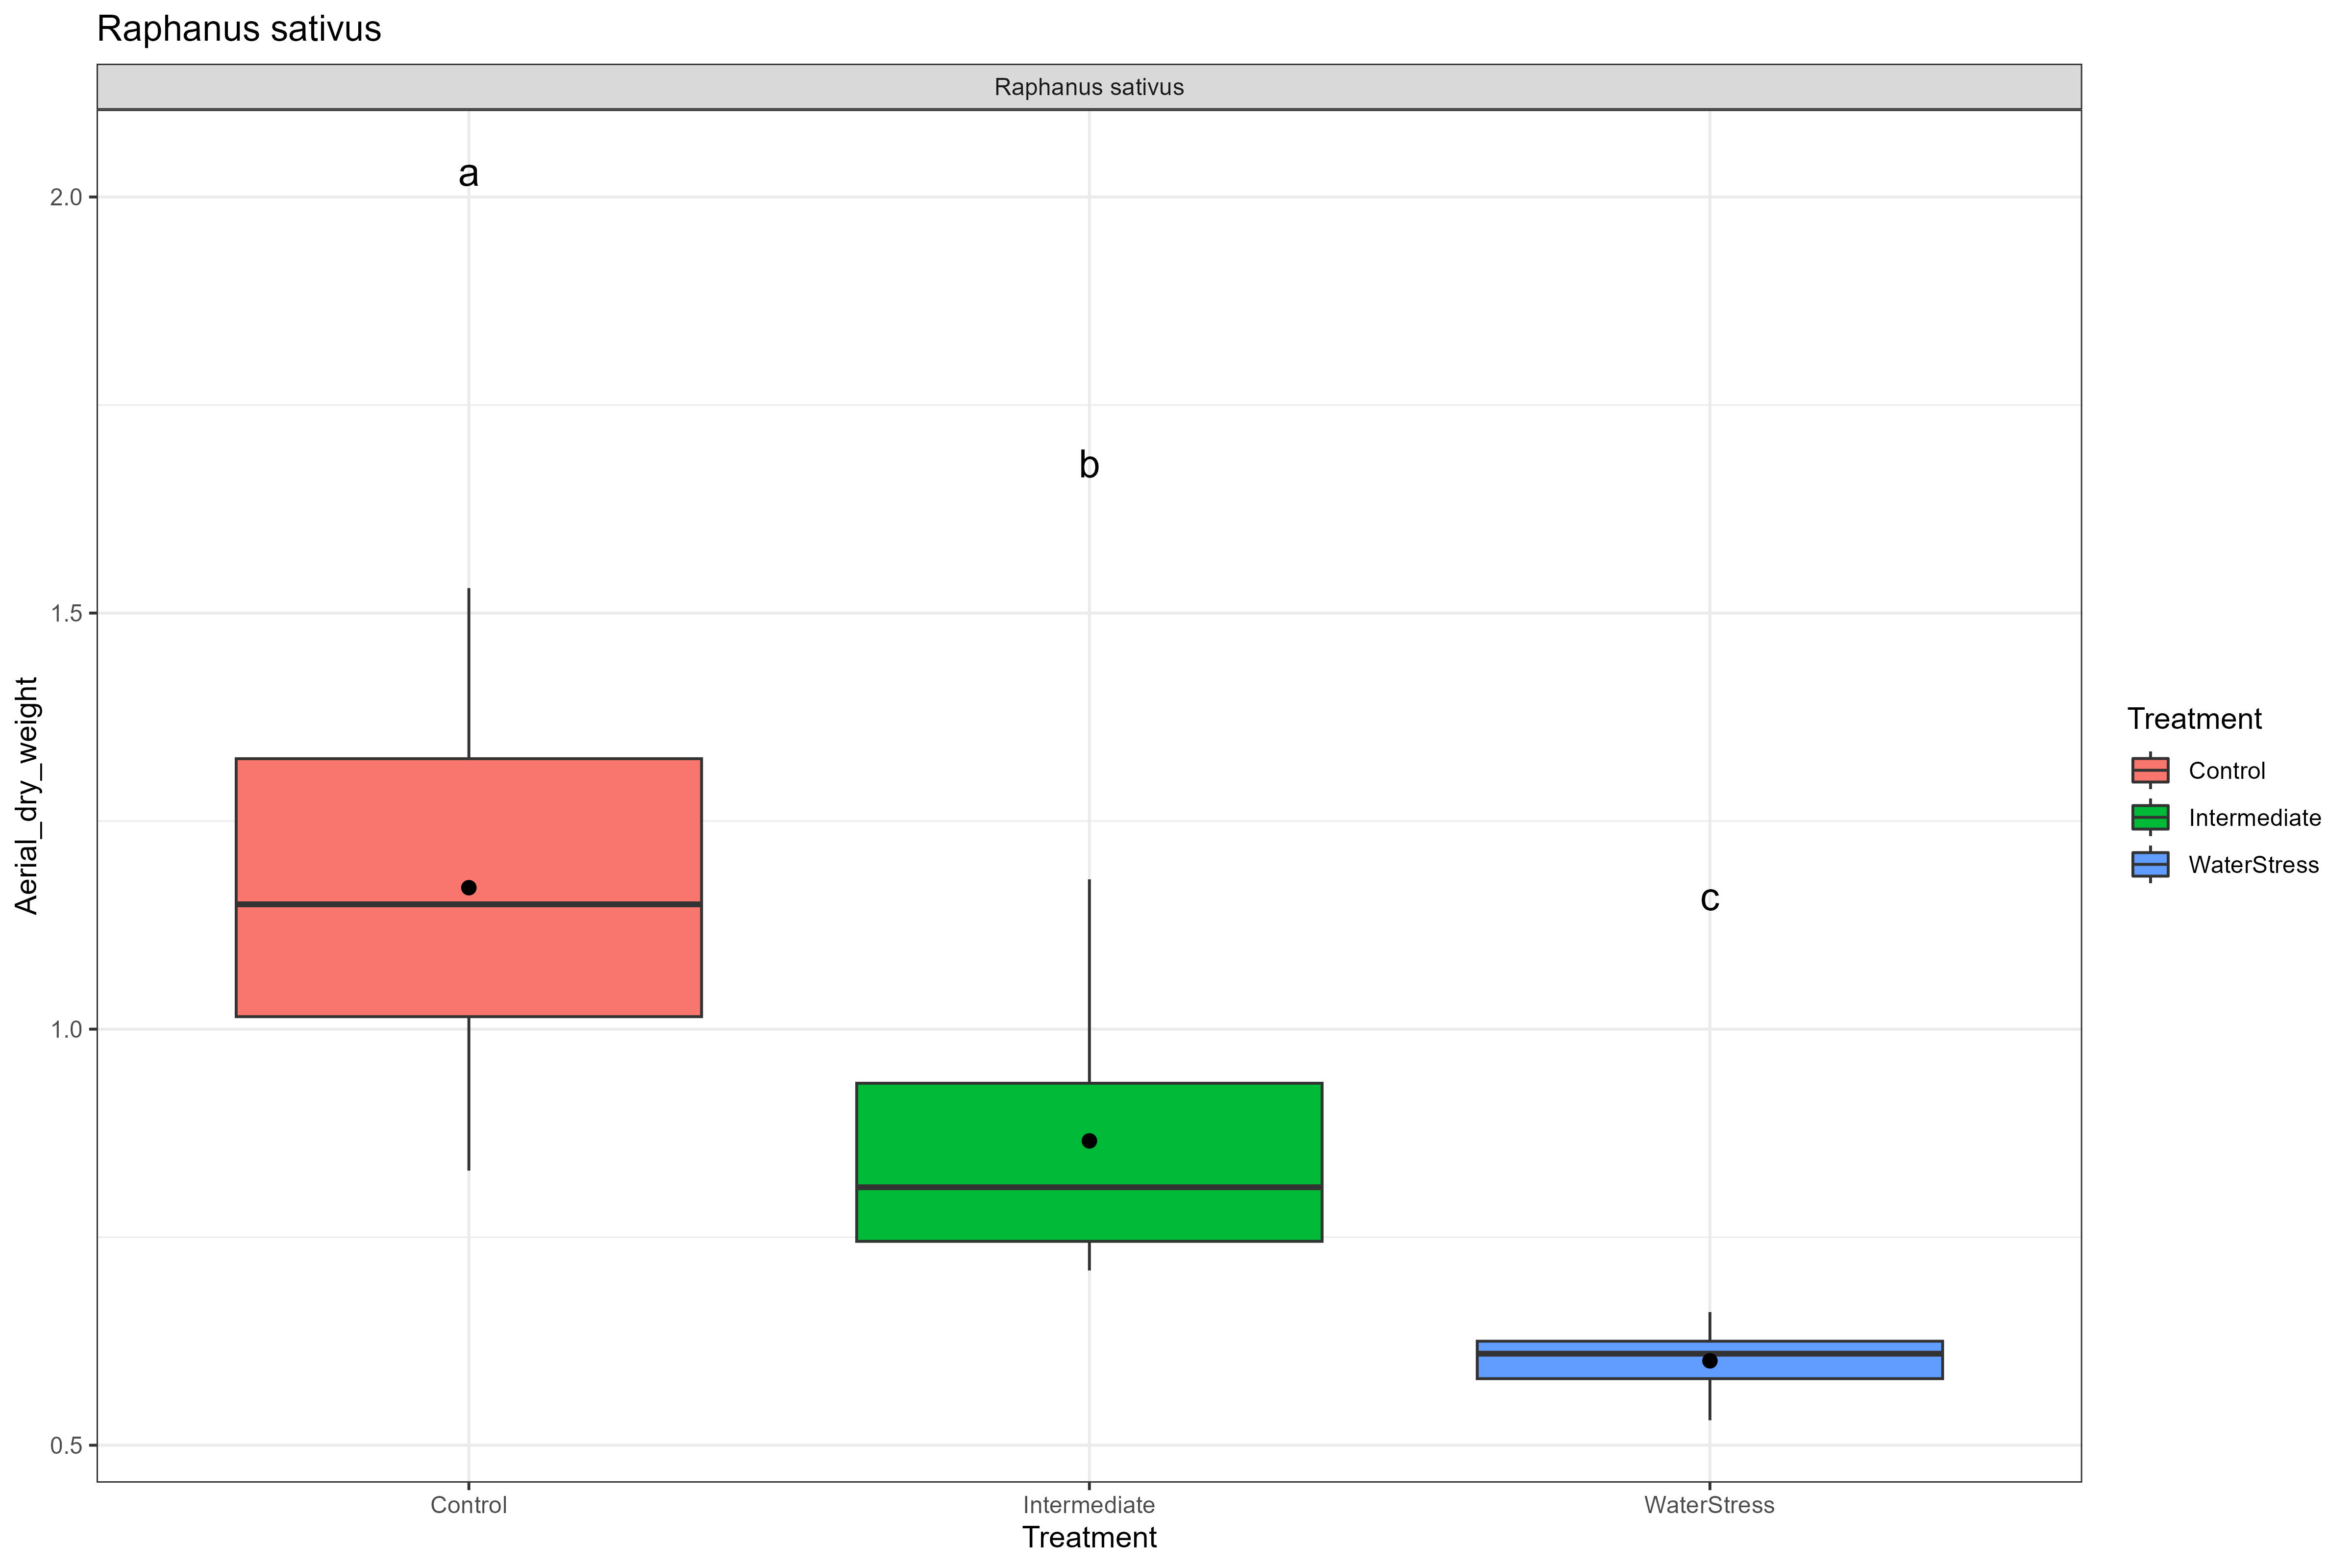 Raphanus sativus
Raphanus sativus
a
2.0
b
1.5
Aerial_dry_weight
Treatment
Control
Intermediate
WaterStress
c
1.0
0.5
Control
Intermediate
WaterStress
Treatment